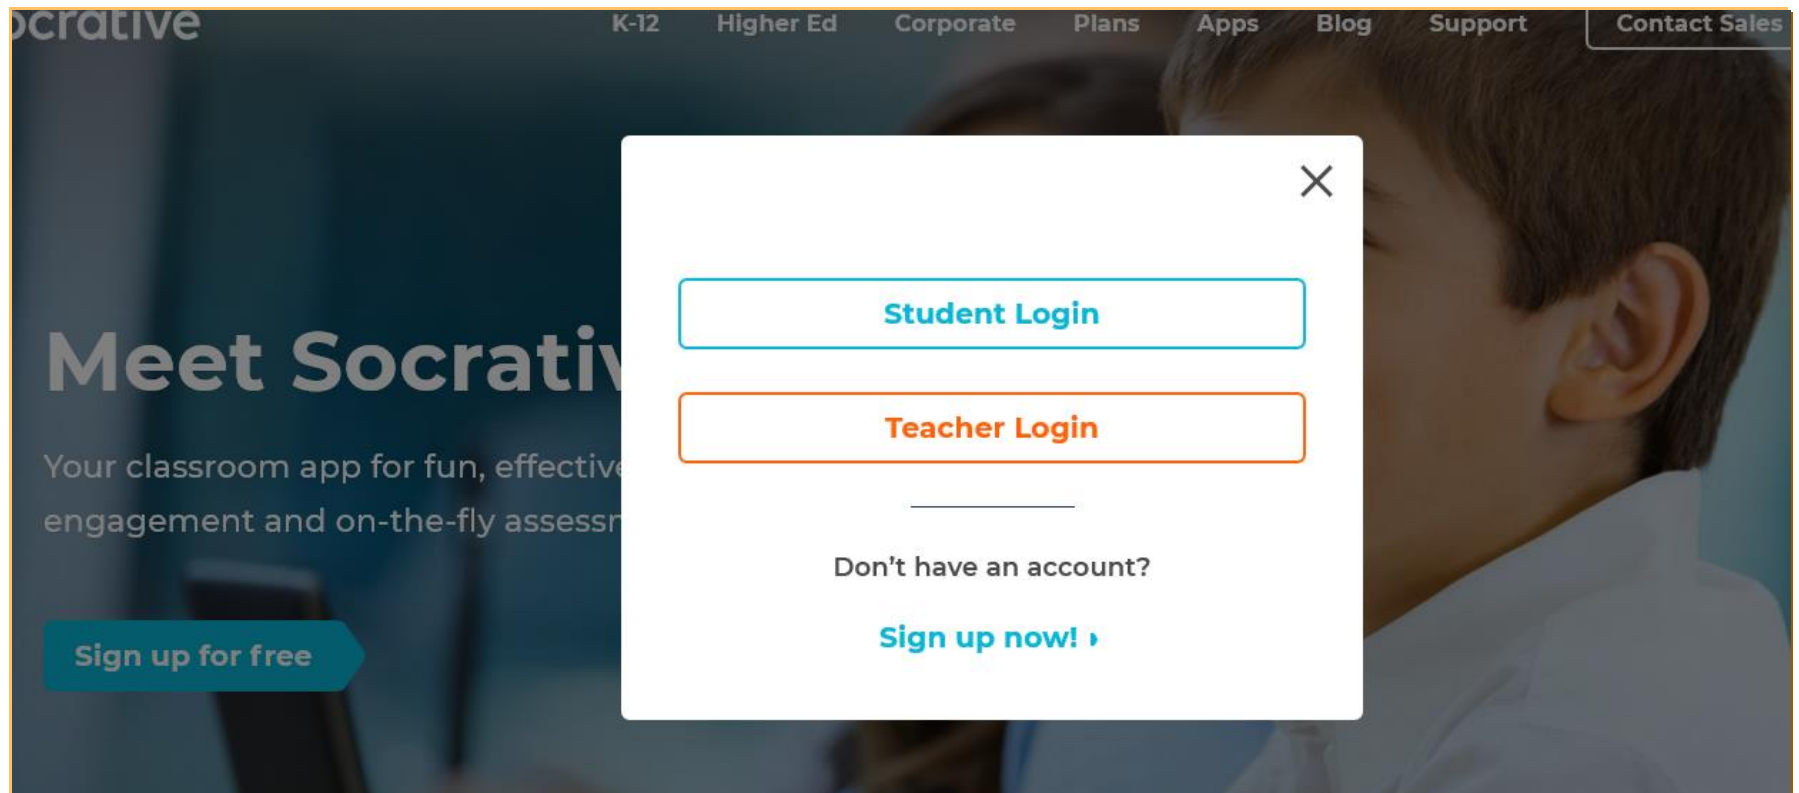 ocrative
K-12 Higher Ed Corporate Plans Apps Blog Support Contact Sales
Student Login
Meet Socrativ
Teacher Login
Your classroom app for fun, effective
engagement and on-the-fly assessm
Don't have an account?
Sign up now!
Sign up for free